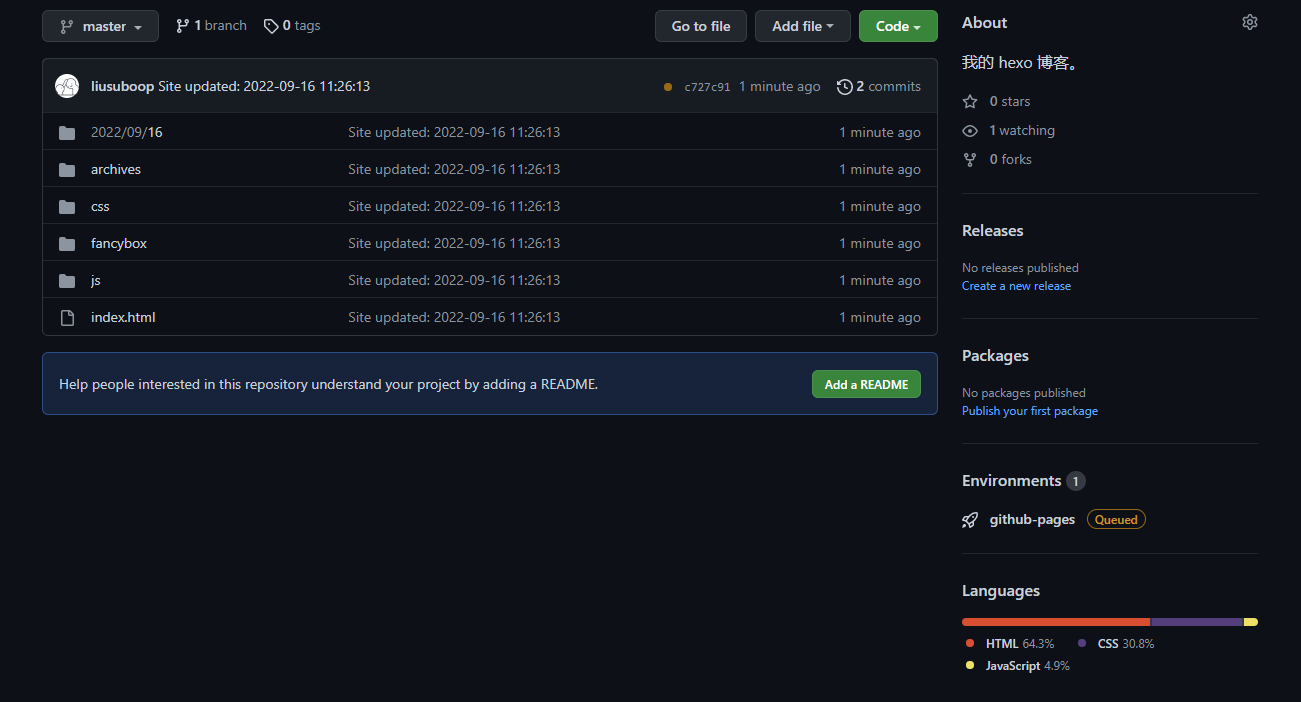 master 1 branch 0 tags Go to file Add file Code
liusuboop Site updated: 2022-09-16 11:26:13 c727c91 1 minute ago 2 commits
2022/09/16 Site updated: 2022-09-16 11:26:13 1 minute ago
archives Site updated: 2022-09-16 11:26:13 1 minute ago
css Site updated: 2022-09-16 11:26:13 1 minute ago
fancybox Site updated: 2022-09-16 11:26:13 1 minute ago
js Site updated: 2022-09-16 11:26:13 1 minute ago
index.html Site updated: 2022-09-16 11:26:13 1 minute ago
Help people interested in this repository understand your project by adding a README. Add a README
About
我的 hexo 博客。
0 stars
1 watching
0 forks
Releases
No releases published
Create a new release
Packages
No packages published
Publish your first package
Environments 1
github-pages Queued
Languages
HTML 64.3% CSS 30.8%
JavaScript 4.9%